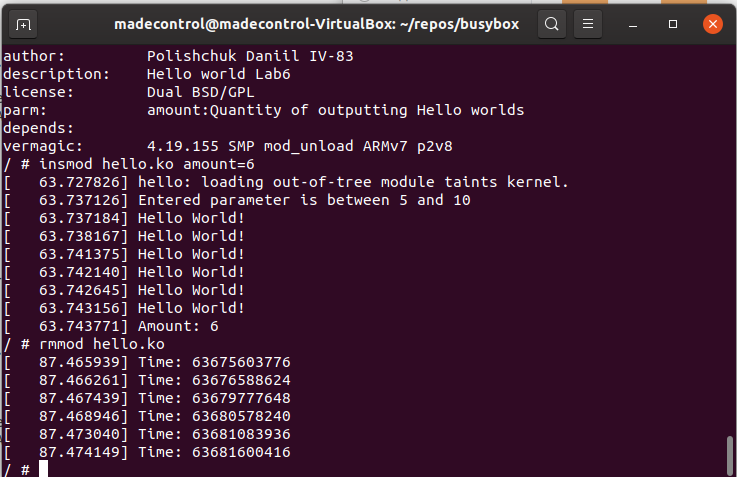 madecontrol@madecontrol-VirtualBox: ~/repos/busybox
author:         Polishchuk Daniil IV-83
description:    Hello world Lab6
license:        Dual BSD/GPL
parm:           amount:Quantity of outputting Hello worlds
depends:
vermagic:       4.19.155 SMP mod_unload ARMv7 p2v8
/ # insmod hello.ko amount=6
[   63.727826] hello: loading out-of-tree module taints kernel.
[   63.737126] Entered parameter is between 5 and 10
[   63.737184] Hello World!
[   63.738167] Hello World!
[   63.741375] Hello World!
[   63.742140] Hello World!
[   63.742645] Hello World!
[   63.743156] Hello World!
[   63.743771] Amount: 6
/ # rmmod hello.ko
[   87.465939] Time: 63675603776
[   87.466261] Time: 63676588624
[   87.467439] Time: 63679777648
[   87.468946] Time: 63680578240
[   87.473040] Time: 63681083936
[   87.474149] Time: 63681600416
/ #